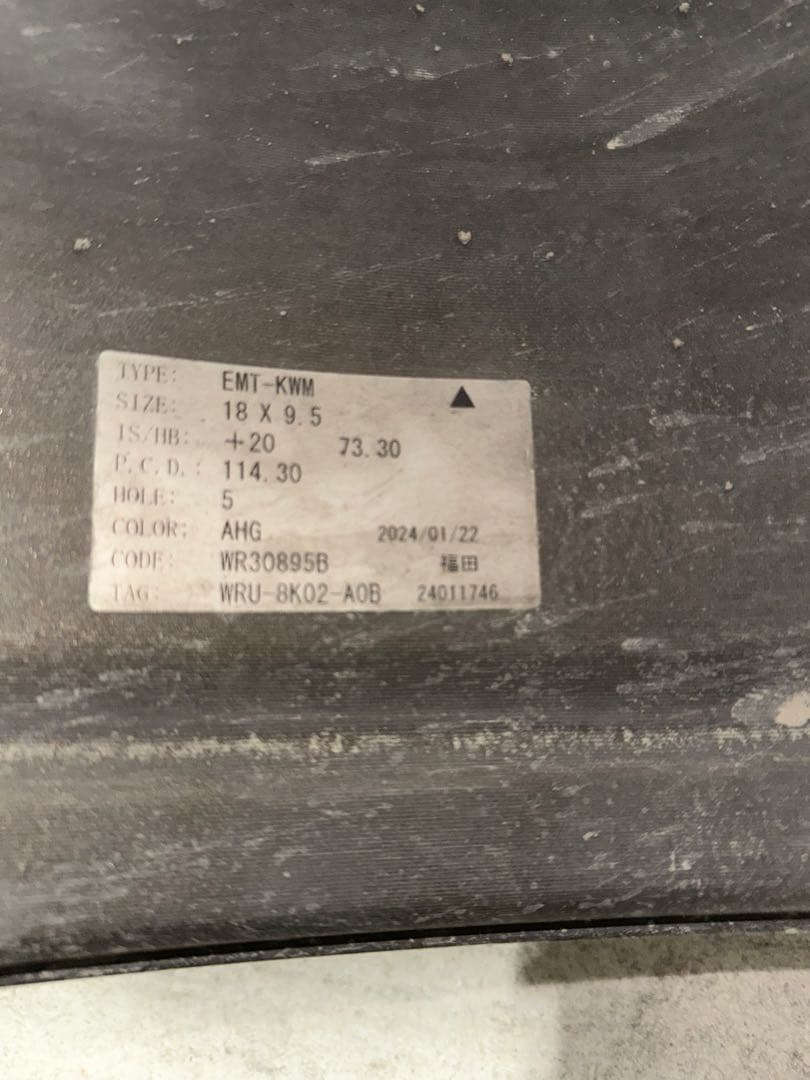 TYPE: EMT-KWM ▲
SIZE: 18 X 9.5
IS/HB: +20 73.30
P.C.D.: 114.30
HOLE: 5
COLOR: AHG 2024/01/22
CODE: WR30895B 福田
TAG: WRU-8K02-A0B 24011746